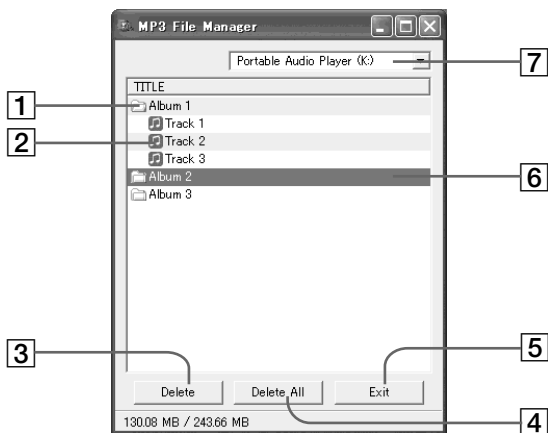 MP3 File Manager
Portable Audio Player (K:)
7
TITLE
1
Album 1
Track 1
2
Track 2
Track 3
Album 2
6
Album 3
3
5
Delete
Delete All
Exit
130.08 MB / 243.66 MB
4